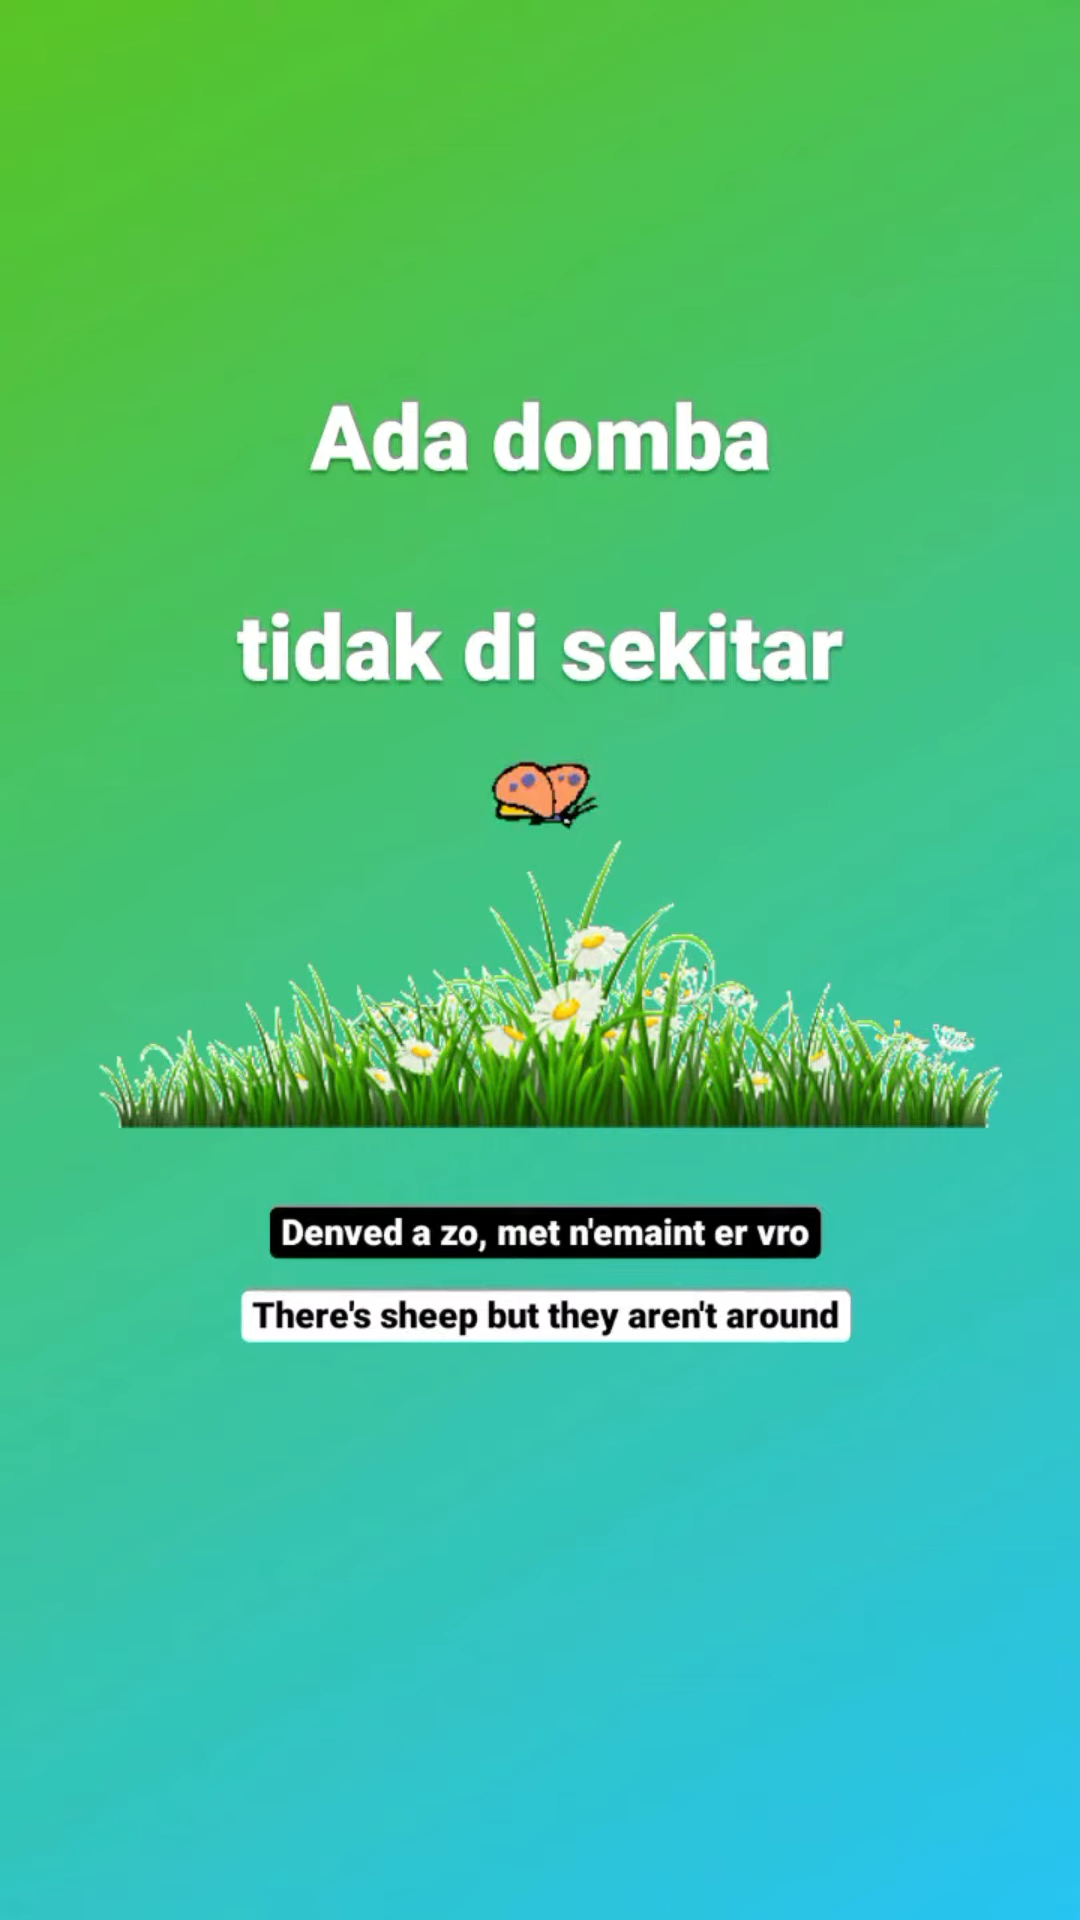 Ada domba
tidak di sekitar
Denved a zo, met n'emaint er vro
There's sheep but they aren't around